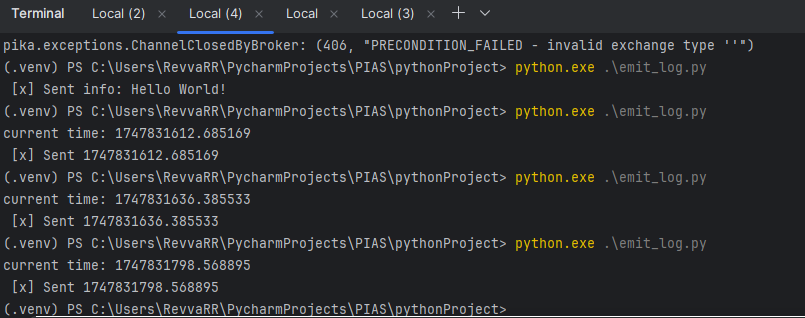 Terminal Local (2) × Local (4) × Local × Local (3) × +
pika.exceptions.ChannelClosedByBroker: (406, "PRECONDITION_FAILED - invalid exchange type ''")
(.venv) PS C:\Users\RevvaRR\PycharmProjects\PIAS\pythonProject> python.exe .\emit_log.py
 [x] Sent info: Hello World!
(.venv) PS C:\Users\RevvaRR\PycharmProjects\PIAS\pythonProject> python.exe .\emit_log.py
current time: 1747831612.685169
 [x] Sent 1747831612.685169
(.venv) PS C:\Users\RevvaRR\PycharmProjects\PIAS\pythonProject> python.exe .\emit_log.py
current time: 1747831636.385533
 [x] Sent 1747831636.385533
(.venv) PS C:\Users\RevvaRR\PycharmProjects\PIAS\pythonProject> python.exe .\emit_log.py
current time: 1747831798.568895
 [x] Sent 1747831798.568895
(.venv) PS C:\Users\RevvaRR\PycharmProjects\PIAS\pythonProject>